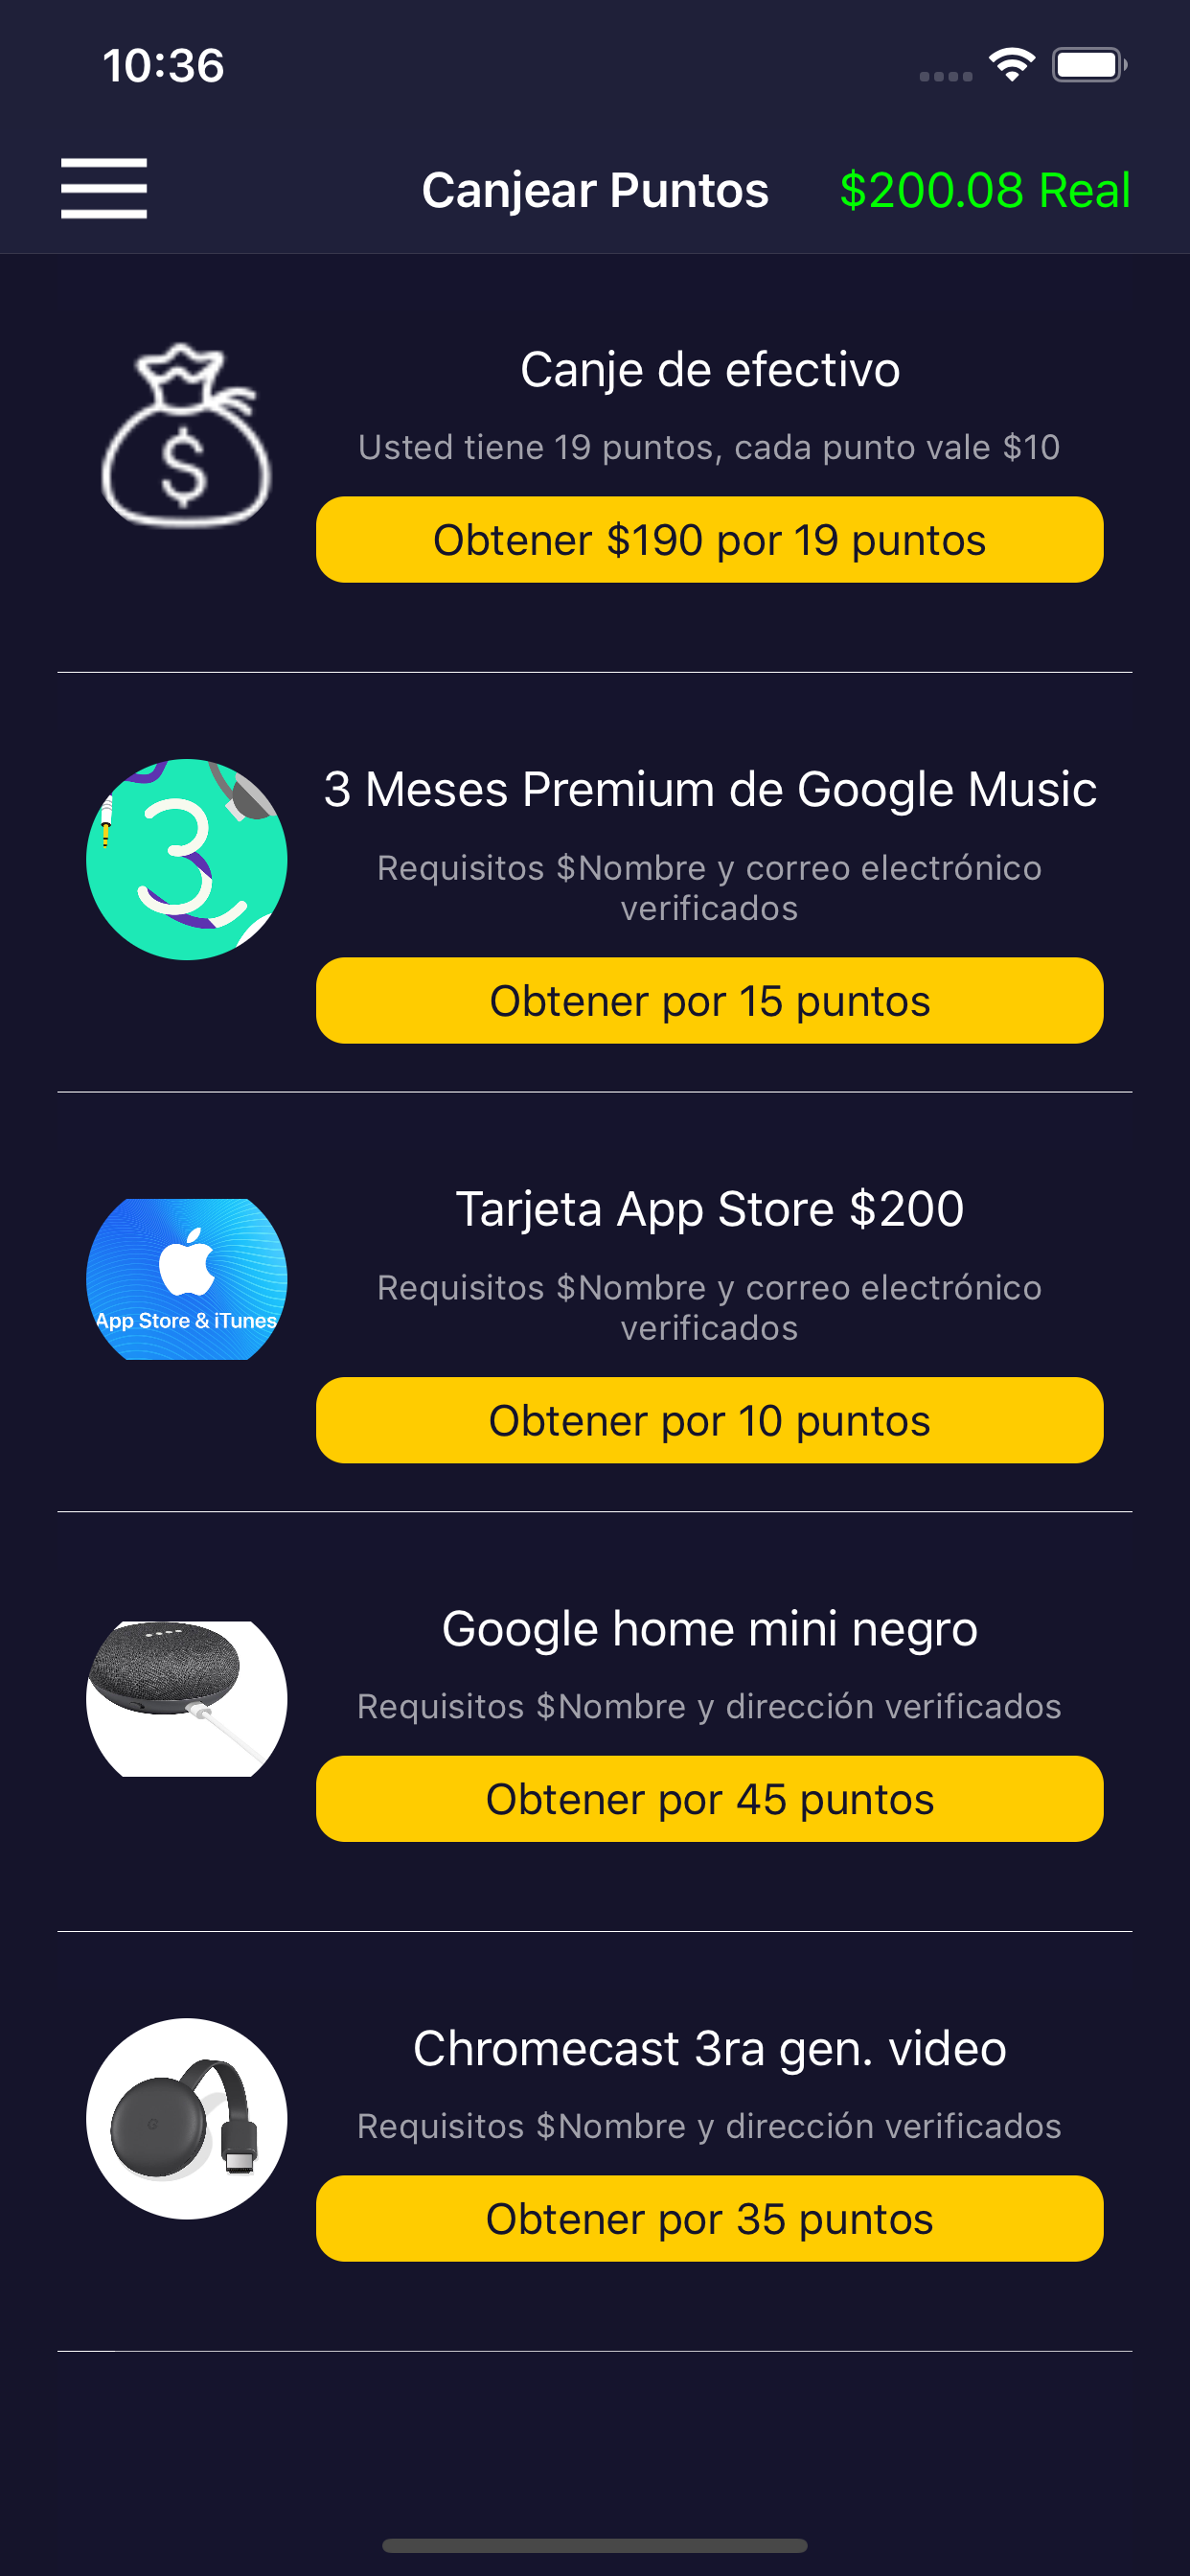 10:36
Canjear Puntos
$200.08 Real
$
Canje de efectivo
Usted tiene 19 puntos, cada punto vale $10
Obtener $190 por 19 puntos
3
3 Meses Premium de Google Music
Requisitos $Nombre y correo electrónico
verificados
Obtener por 15 puntos
App Store & iTunes
Tarjeta App Store $200
Requisitos $Nombre y correo electrónico
verificados
Obtener por 10 puntos
Google home mini negro
Requisitos $Nombre y dirección verificados
Obtener por 45 puntos
G
Chromecast 3ra gen. video
Requisitos $Nombre y dirección verificados
Obtener por 35 puntos